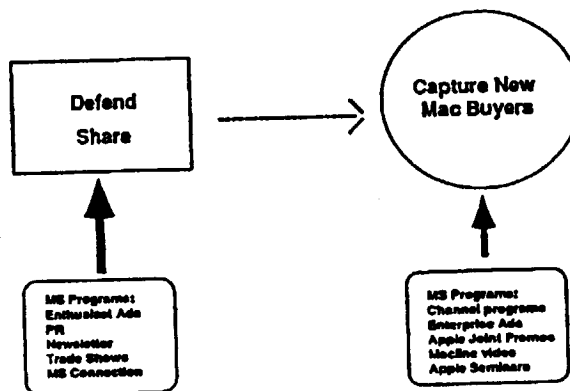 Defend
Share
Capture New
Mac Buyers
MS Programs:
Enthusiast Ads
PR
Newsletter
Trade Shows
MS Connection
MS Programs:
Channel programs
Enterprise Ads
Apple Joint Promos
Macline video
Apple Seminars